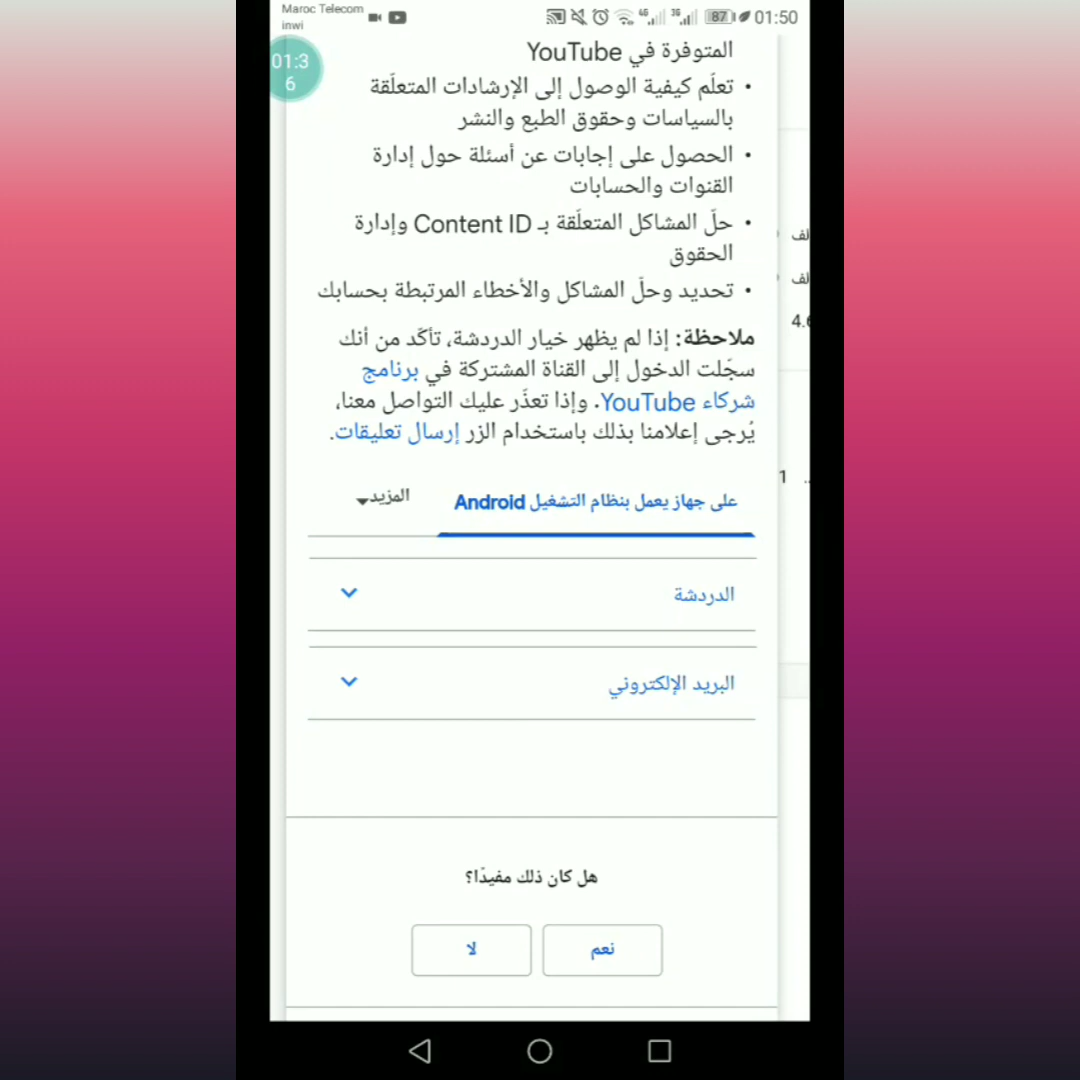 Maroc Telecom
inwi
4G
3G
87
01:50
01:3
6
المتوفرة في YouTube
• تعلّم كيفية الوصول إلى الإرشادات المتعلّقة
بالسياسات وحقوق الطبع والنشر
• الحصول على إجابات عن أسئلة حول إدارة
القنوات والحسابات
• حلّ المشاكل المتعلّقة بـ Content ID وإدارة
الحقوق
• تحديد وحلّ المشاكل والأخطاء المرتبطة بحسابك
ملاحظة: إذا لم يظهر خيار الدردشة، تأكّد من أنك
سجّلت الدخول إلى القناة المشتركة في برنامج
شركاء YouTube. وإذا تعذّر عليك التواصل معنا،
يُرجى إعلامنا بذلك باستخدام الزر إرسال تعليقات.
على جهاز يعمل بنظام التشغيل Android
المزيد
الدردشة
البريد الإلكتروني
هل كان ذلك مفيدًا؟
نعم
لا